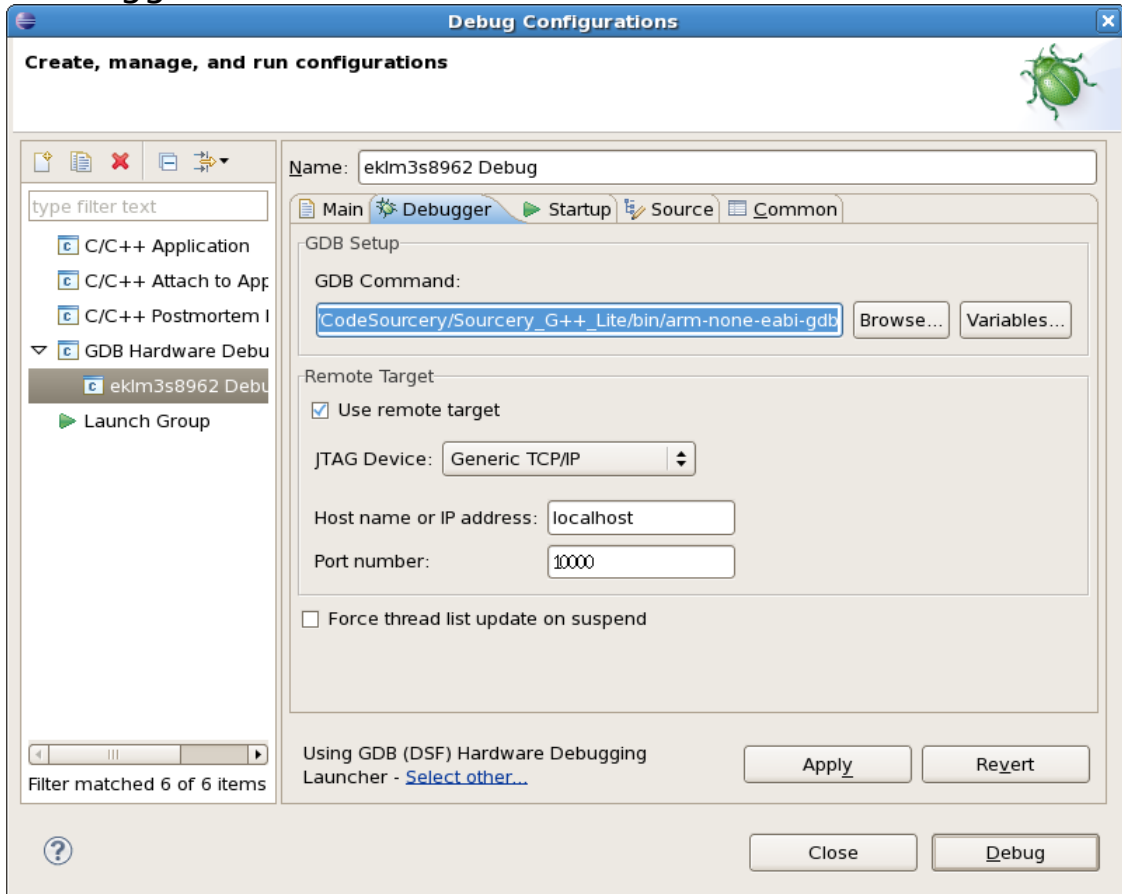 Debug Configurations
Create, manage, and run configurations
Name: eklm3s8962 Debug
type filter text
Main Debugger Startup Source Common
C/C++ Application
C/C++ Attach to App
C/C++ Postmortem
GDB Hardware Debu
eklm3s8962 Debu
Launch Group
GDB Setup
GDB Command:
/CodeSourcery/Sourcery_G++_Lite/bin/arm-none-eabi-gdb Browse... Variables...
Remote Target
Use remote target
JTAG Device: Generic TCP/IP
Host name or IP address: localhost
Port number: 10000
Force thread list update on suspend
Using GDB (DSF) Hardware Debugging
Launcher - Select other...
Apply Revert
Filter matched 6 of 6 items
Close Debug